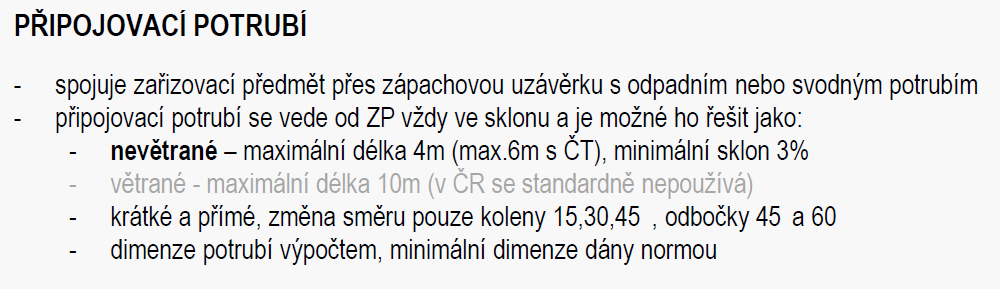 PŘIPOJOVACÍ POTRUBÍ
- spojuje zařizovací předmět přes zápachovou uzávěrku s odpadním nebo svodným potrubím
- připojovací potrubí se vede od ZP vždy ve sklonu a je možné ho řešit jako:
- nevětrané – maximální délka 4m (max.6m s ČT), minimální sklon 3%
- větrané - maximální délka 10m (v ČR se standardně nepoužívá)
- krátké a přímé, změna směru pouze koleny 15,30,45 , odbočky 45 a 60
- dimenze potrubí výpočtem, minimální dimenze dány normou